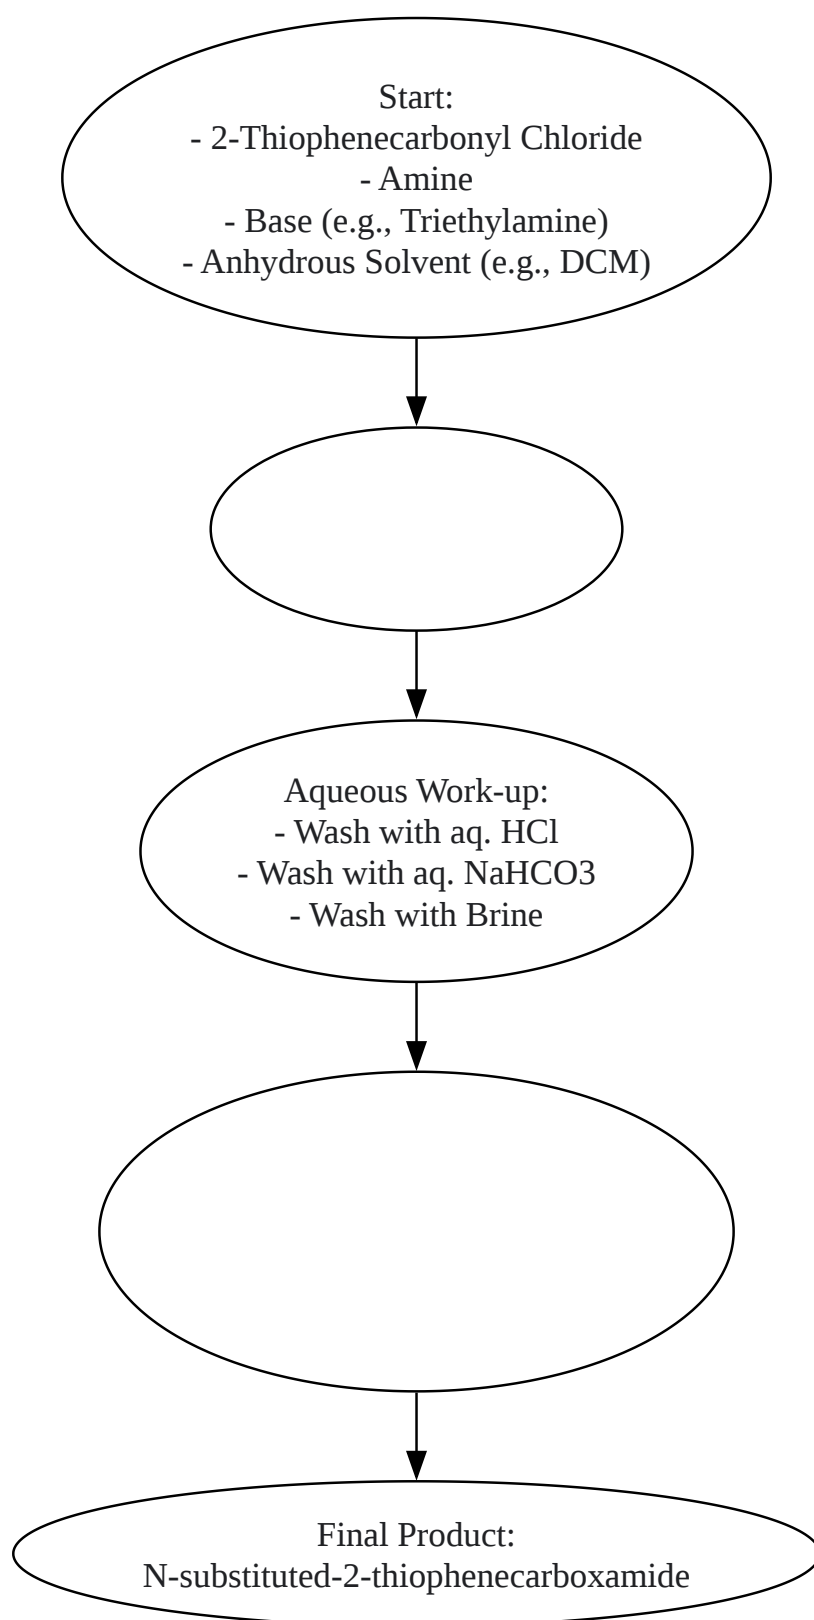 Start:
- 2-Thiophenecarbonyl Chloride
- Amine
- Base (e.g., Triethylamine)
- Anhydrous Solvent (e.g., DCM)
Aqueous Work-up:
- Wash with aq. HCl
- Wash with aq. NaHCO3
- Wash with Brine
Final Product:
N-substituted-2-thiophenecarboxamide